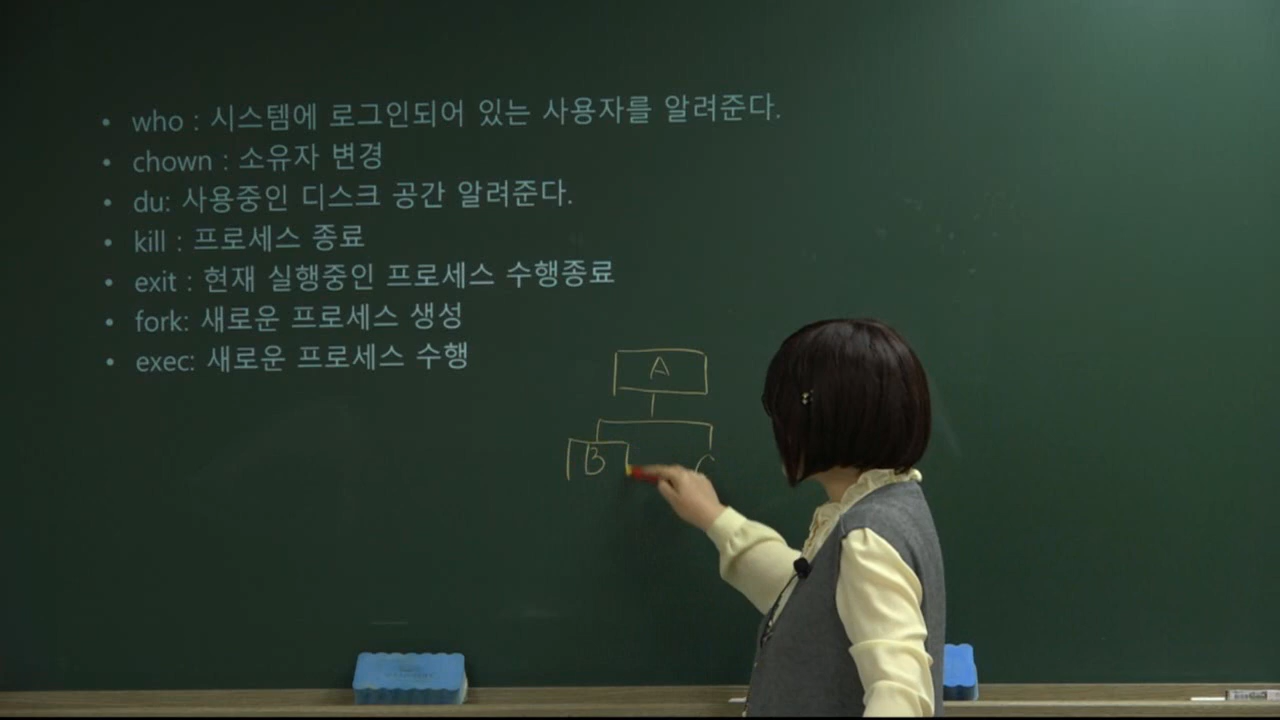 • who : 시스템에 로그인되어 있는 사용자를 알려준다.
• chown : 소유자 변경
• du: 사용중인 디스크 공간 알려준다.
• kill : 프로세스 종료
• exit : 현재 실행중인 프로세스 수행종료
• fork: 새로운 프로세스 생성
• exec: 새로운 프로세스 수행
A
B C